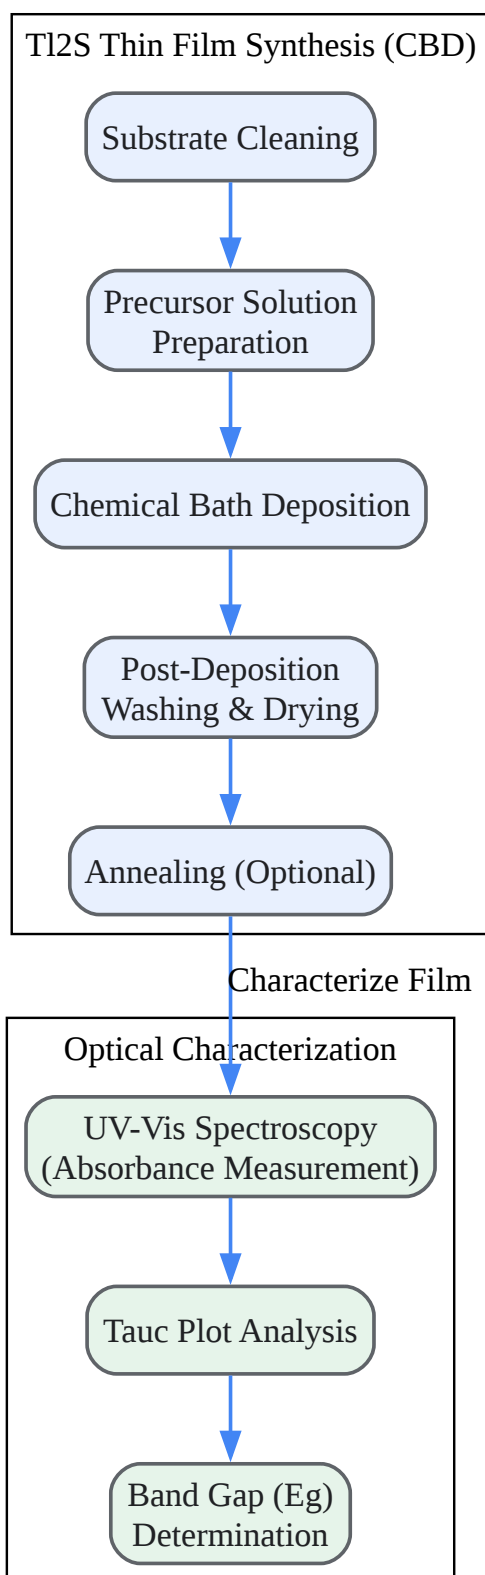 Tl2S Thin Film Synthesis (CBD)
Substrate Cleaning
Precursor Solution
Preparation
Chemical Bath Deposition
Post-Deposition
Washing & Drying
Annealing (Optional)
Characterize Film
Optical Characterization
UV-Vis Spectroscopy
(Absorbance Measurement)
Tauc Plot Analysis
Band Gap (Eg)
Determination